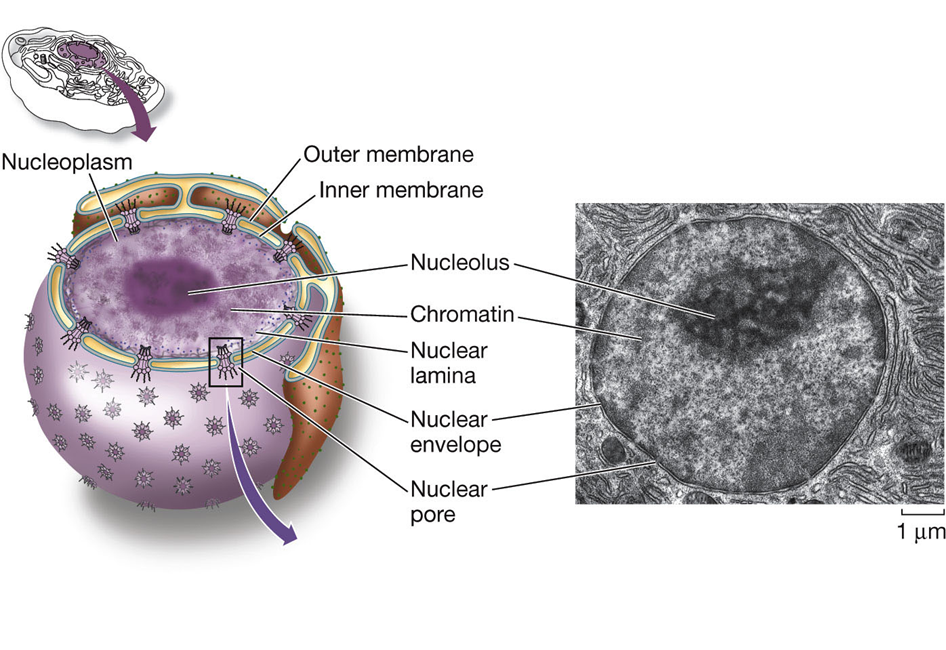 Nucleoplasm
Outer membrane
Inner membrane
Nucleolus
Chromatin
Nuclear
lamina
Nuclear
envelope
Nuclear
pore
1 μm